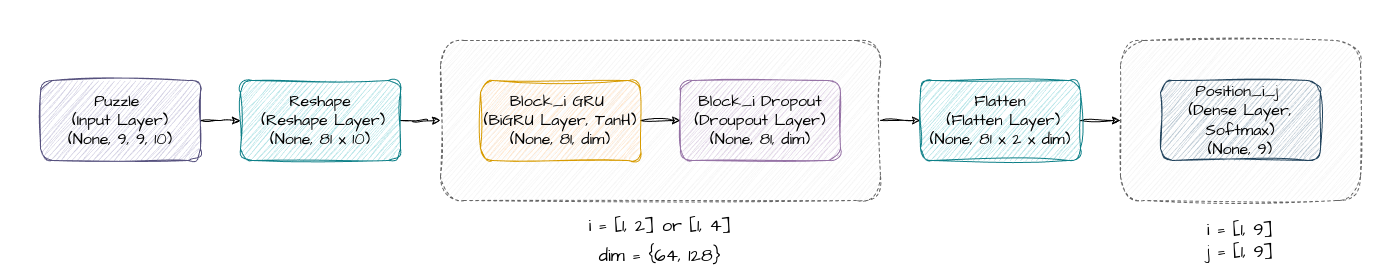 Puzzle
(Input Layer)
(None, 9, 9, 10)
Reshape
(Reshape Layer)
(None, 81 x 10)
Block_i GRU
(BiGRU Layer, TanH)
(None, 81, dim)
Block_i Dropout
(Droupout Layer)
(None, 81, dim)
i = [1, 2] or [1, 4]
dim = {64, 128}
Flatten
(Flatten Layer)
(None, 81 x 2 x dim)
Position_i_j
(Dense Layer,
Softmax)
(None, 9)
i = [1, 9]
j = [1, 9]